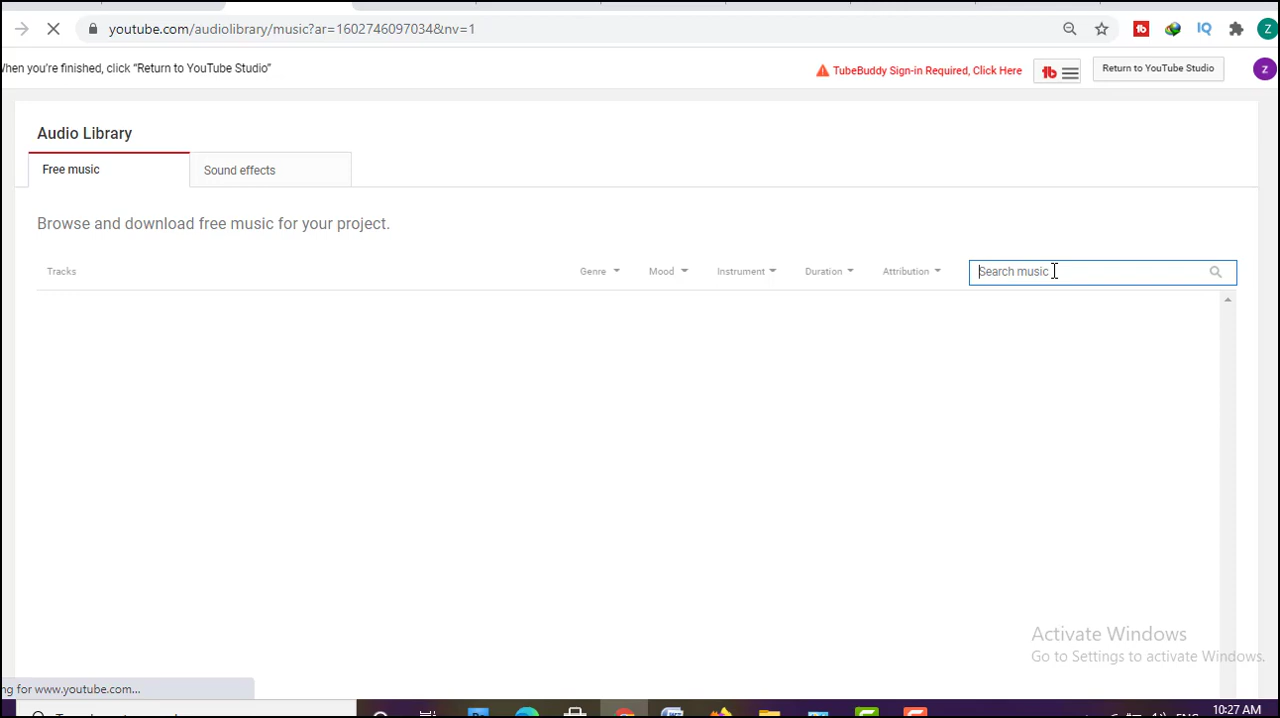 youtube.com/audiolibrary/music?ar=1602746097034&nv=1
When you're finished, click "Return to YouTube Studio"
TubeBuddy Sign-in Required, Click Here
Return to YouTube Studio
Z
Audio Library
Free music
Sound effects
Browse and download free music for your project.
Tracks
Genre
Mood
Instrument
Duration
Attribution
Search music
Activate Windows
Go to Settings to activate Windows.
ng for www.youtube.com...
10:27 AM